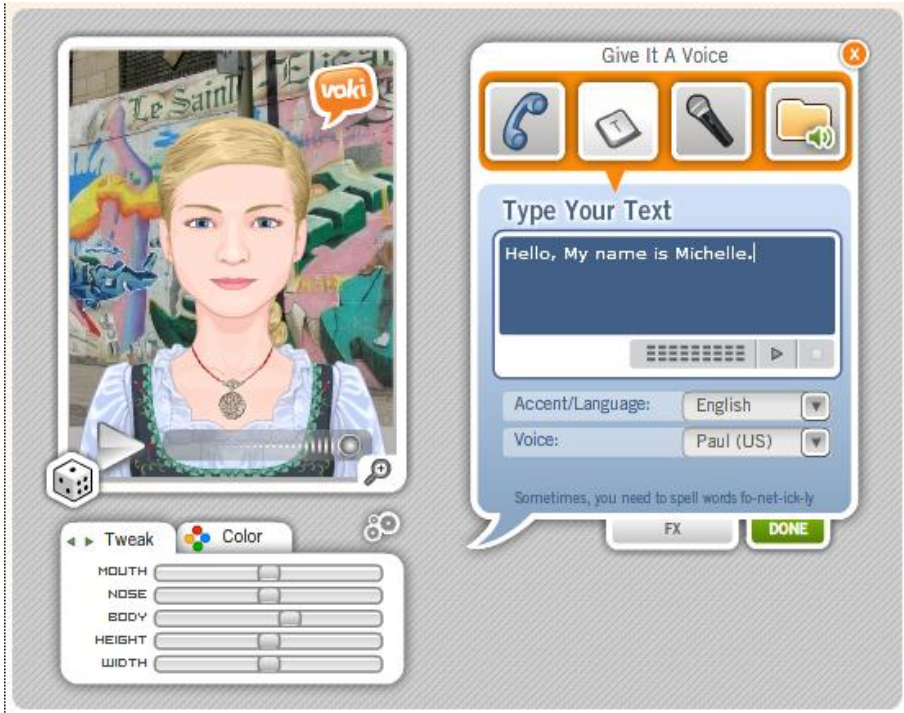 Le Saint Elisa
voki
Give It A Voice
X
T
Type Your Text
Hello, My name is Michelle.
Accent/Language: English
Voice: Paul (US)
Sometimes, you need to spell words fo-net-ick-ly
FX DONE
Tweak Color
MOUTH
NOSE
BODY
HEIGHT
WIDTH